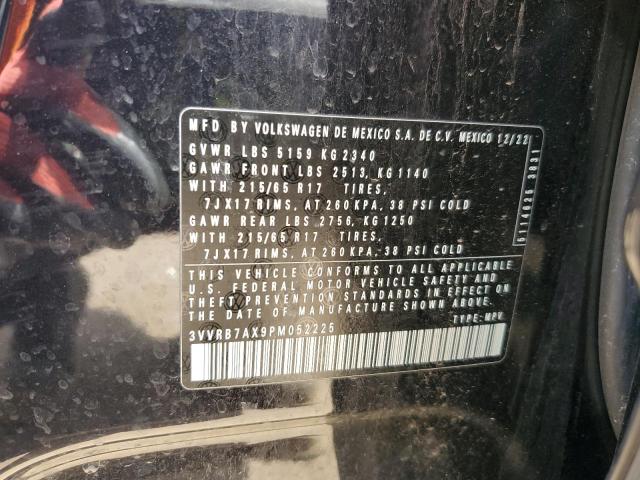 MFD BY VOLKSWAGEN DE MEXICO S.A. DE C.V. MEXICO 12/22
GVWR LBS 5159 KG 2340
GAWR FRONT LBS 2513, KG 1140
WITH 215/65 R17 TIRES,
7JX17 RIMS, AT 260 KPA, 38 PSI COLD
GAWR REAR LBS 2756, KG 1250
WITH 215/65 R17 TIRES,
7JX17 RIMS, AT 260 KPA, 38 PSI COLD
THIS VEHICLE CONFORMS TO ALL APPLICABLE
U.S. FEDERAL MOTOR VEHICLE SAFETY AND
THEFT PREVENTION STANDARDS IN EFFECT ON
THE DATE OF MANUFACTURE SHOWN ABOVE.
TYPE: MPV
3VVRB7AX9PM052225
5114025 3031